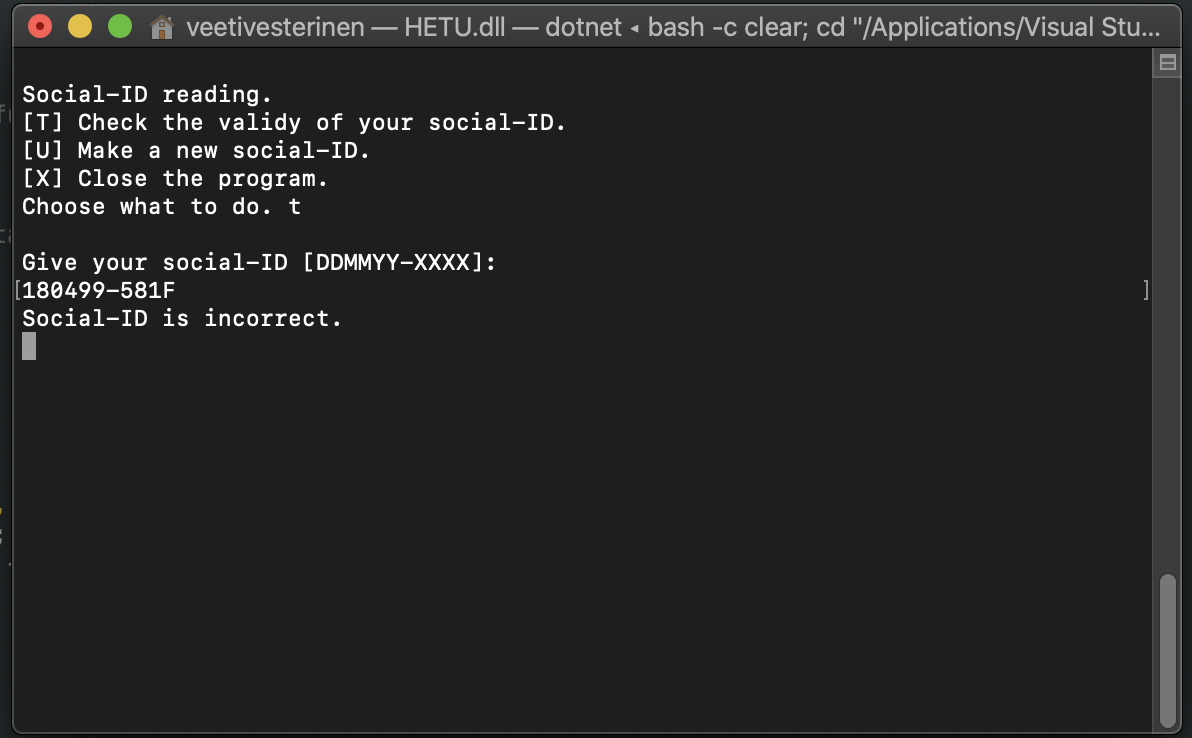 veetivesterinen — HETU.dll — dotnet ◂ bash -c clear; cd "/Applications/Visual Stu...
Social-ID reading.
[T] Check the validy of your social-ID.
[U] Make a new social-ID.
[X] Close the program.
Choose what to do. t
Give your social-ID [DDMMYY-XXXX]:
[180499-581F ]
Social-ID is incorrect.